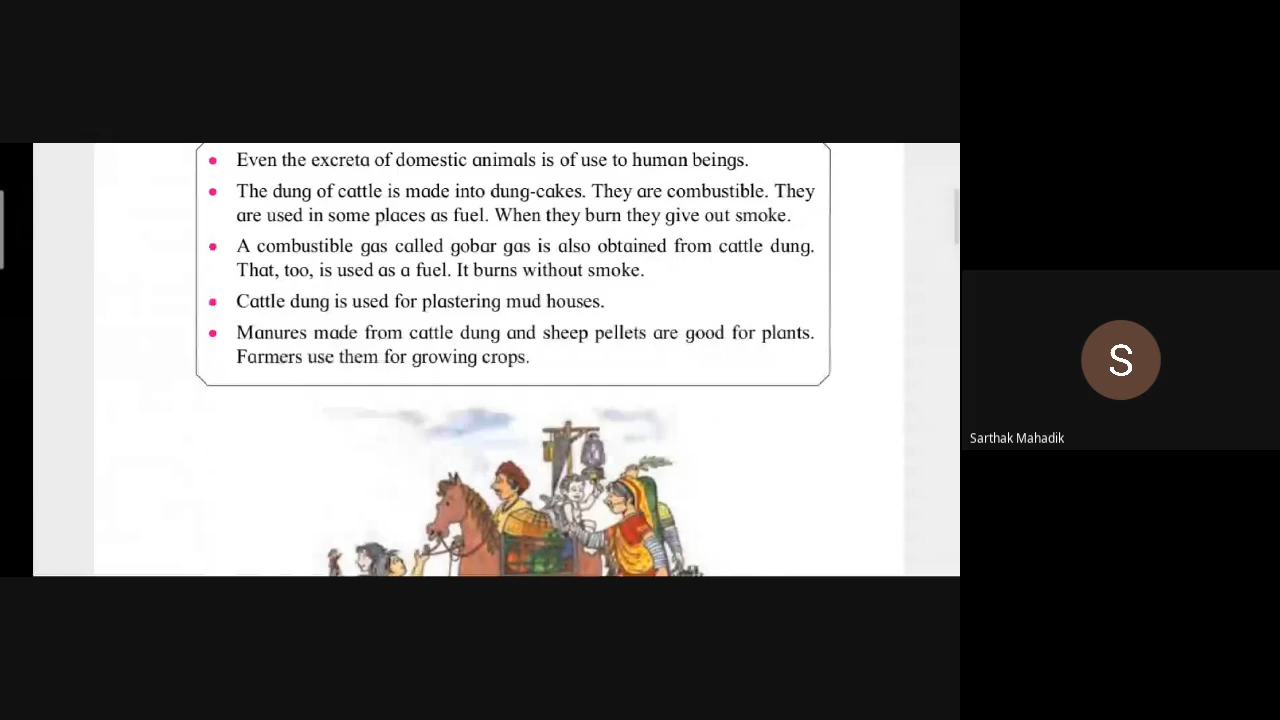 Even the excreta of domestic animals is of use to human beings.
The dung of cattle is made into dung-cakes. They are combustible. They
are used in some places as fuel. When they burn they give out smoke.
A combustible gas called gobar gas is also obtained from cattle dung.
That, too, is used as a fuel. It burns without smoke.
Cattle dung is used for plastering mud houses.
Manures made from cattle dung and sheep pellets are good for plants.
Farmers use them for growing crops.
S
Sarthak Mahadik